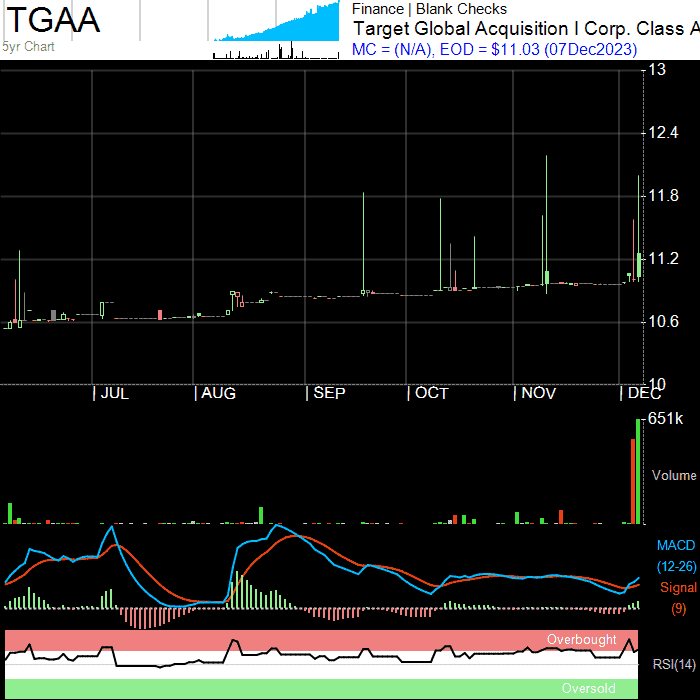 TGAA
5yr Chart
Finance | Blank Checks
Target Global Acquisition I Corp. Class A
MC = (N/A), EOD = $11.03 (07Dec2023)
13
12.4
11.8
11.2
10.6
10
| JUL | AUG | SEP | OCT | NOV | DEC
651k
Volume
MACD
(12-26)
Signal
(9)
Overbought
RSI(14)
Oversold